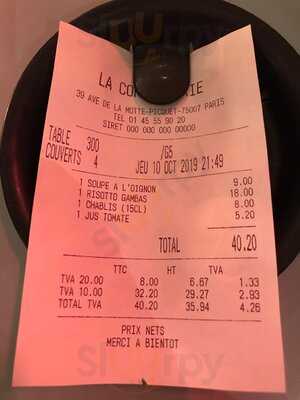 LA CO
39 AVE DE LA MOTTE-PICQUET-75007 PARIS
TEL 01 45 55 90 20
SIRET 000 000 000 00000
TABLE 300 /G5
COUVERTS 4 JEU 10 OCT 2019 21:49
1 SOUPE A L'OIGNON 9.00
1 RISOTTO GAMBAS 18.00
1 CHABLIS (15CL) 8.00
1 JUS TOMATE 5.20
TOTAL 40.20
TTC HT TVA
TVA 20.00 8.00 6.67 1.33
TVA 10.00 32.20 29.27 2.93
TOTAL TVA 40.20 35.94 4.26
PRIX NETS
MERCI A BIENTOT